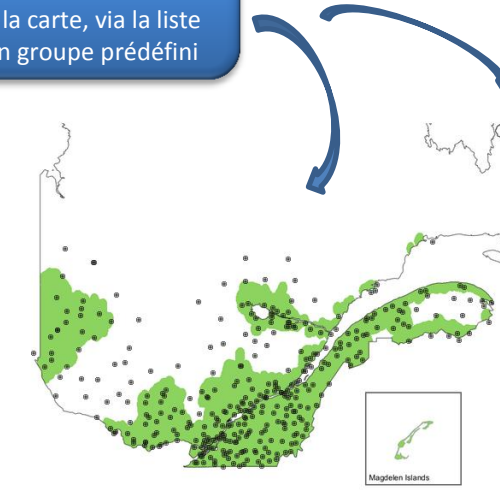 la carte, via la liste
n groupe prédéfini
Magdelen Islands